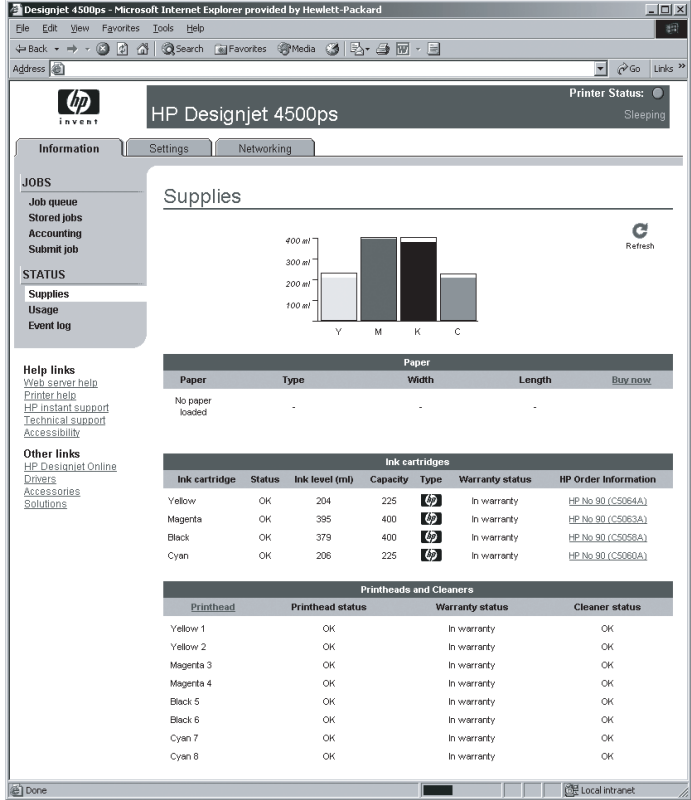 Designjet 4500ps - Microsoft Internet Explorer provided by Hewlett-Packard
File Edit View Favorites Tools Help
Back Search Favorites Media
Address Go Links »
hp
invent
HP Designjet 4500ps
Printer Status:
Sleeping
Information Settings Networking
JOBS
Job queue
Stored jobs
Accounting
Submit job
STATUS
Supplies
Usage
Event log
Help links
Web server help
Printer help
HP instant support
Technical support
Accessibility
Other links
HP Designjet Online
Drivers
Accessories
Solutions
Supplies
Refresh
400 ml
300 ml
200 ml
100 ml
Y M K C
Paper
Paper Type Width Length Buy now
No paper loaded - - -
Ink cartridges
Ink cartridge Status Ink level (ml) Capacity Type Warranty status HP Order Information
Yellow OK 204 225 hp In warranty HP No 90 (C5064A)
Magenta OK 395 400 hp In warranty HP No 90 (C5063A)
Black OK 379 400 hp In warranty HP No 90 (C5058A)
Cyan OK 206 225 hp In warranty HP No 90 (C5060A)
Printheads and Cleaners
Printhead Printhead status Warranty status Cleaner status
Yellow 1 OK In warranty OK
Yellow 2 OK In warranty OK
Magenta 3 OK In warranty OK
Magenta 4 OK In warranty OK
Black 5 OK In warranty OK
Black 6 OK In warranty OK
Cyan 7 OK In warranty OK
Cyan 8 OK In warranty OK
Done Local intranet